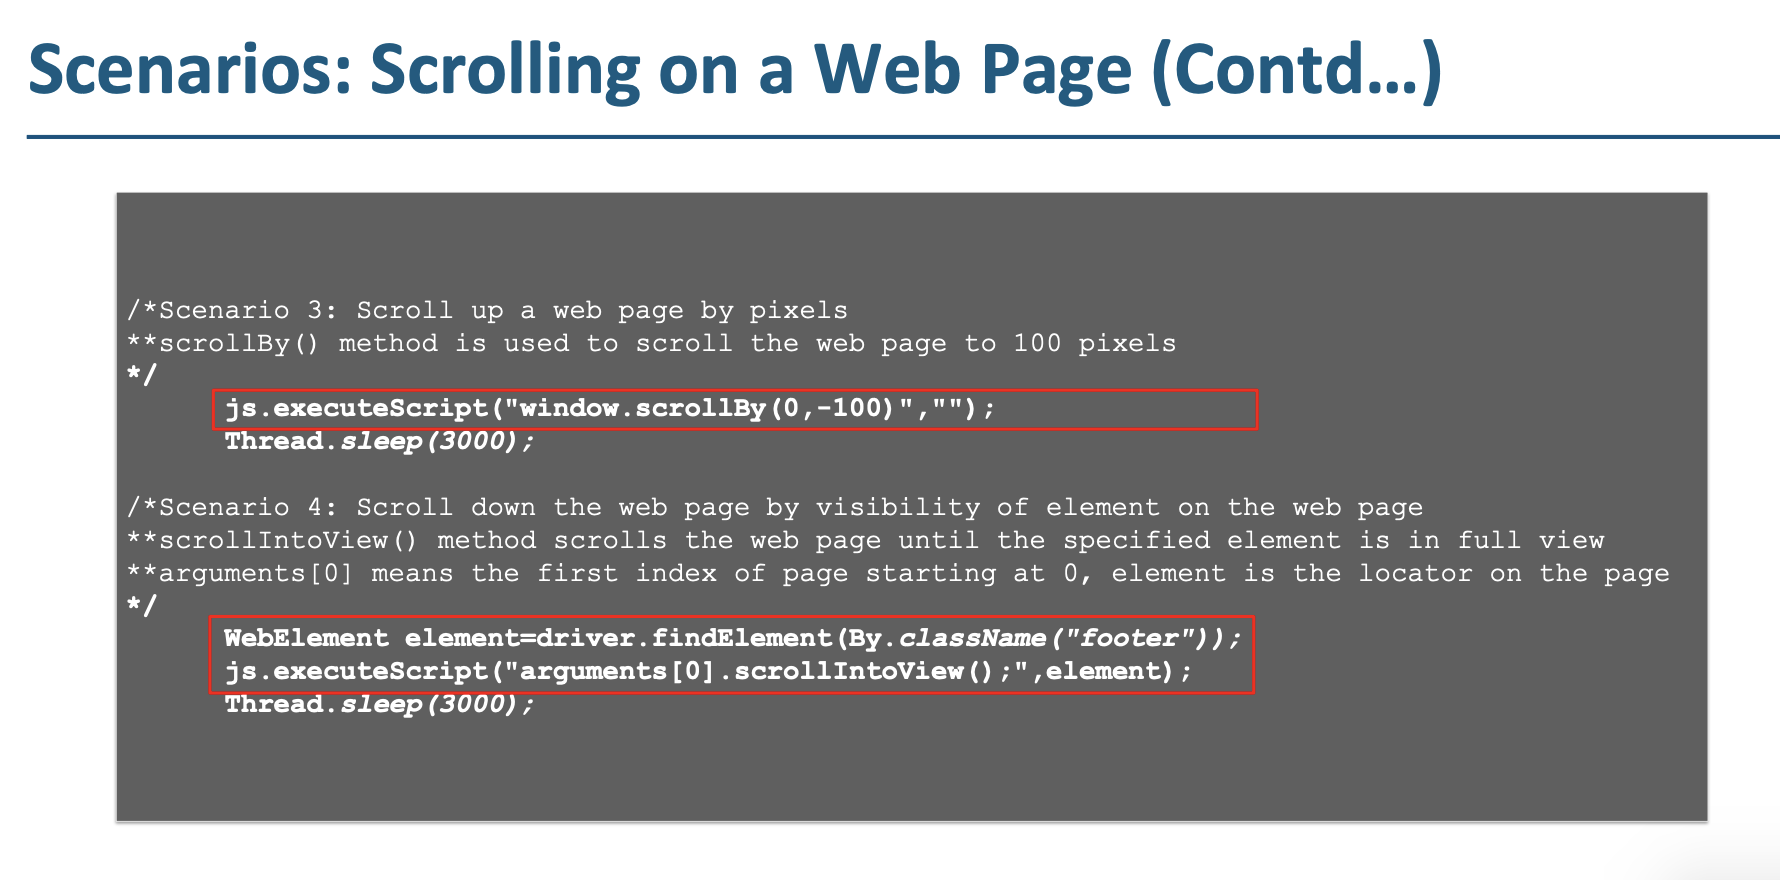 Scenarios: Scrolling on a Web Page (Contd…)
/*Scenario 3: Scroll up a web page by pixels
**scrollBy() method is used to scroll the web page to 100 pixels
*/
js.executeScript("window.scrollBy(0,-100)","");
Thread.sleep(3000);
/*Scenario 4: Scroll down the web page by visibility of element on the web page
**scrollIntoView() method scrolls the web page until the specified element is in full view
**arguments[0] means the first index of page starting at 0, element is the locator on the page
*/
WebElement element=driver.findElement(By.className("footer"));
js.executeScript("arguments[0].scrollIntoView();",element);
Thread.sleep(3000);